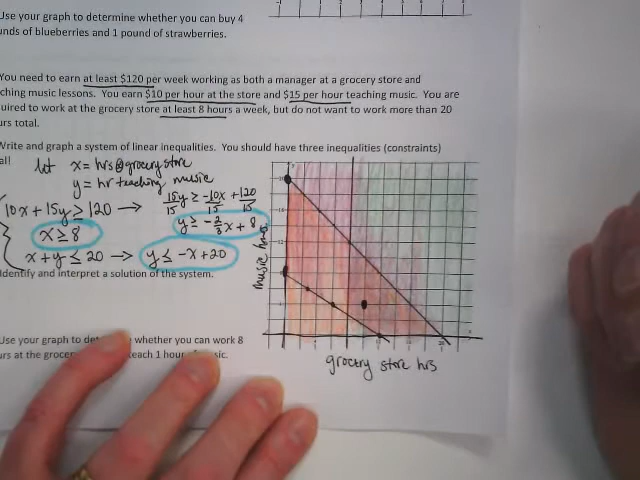 Use your graph to determine whether you can buy 4
unds of blueberries and 1 pound of strawberries.
You need to earn at least $120 per week working as both a manager at a grocery store and
ching music lessons. You earn $10 per hour at the store and $15 per hour teaching music. You are
uired to work at the grocery store at least 8 hours a week, but do not want to work more than 20
urs total.
Write and graph a system of linear inequalities. You should have three inequalities (constraints)
all
let x = hrs @ grocery store
y = hr teaching music
10x + 15y ≥ 120 → 15y/15 ≥ -10x/15 + 120/15
y ≥ -2/3 x + 8
x ≥ 8
x + y ≤ 20 → y ≤ -x + 20
music hrs
grocery store hrs
Identify and interpret a solution of the system.
Use your graph to whether you can work 8
urs at the grocer teach 1 hour sic.